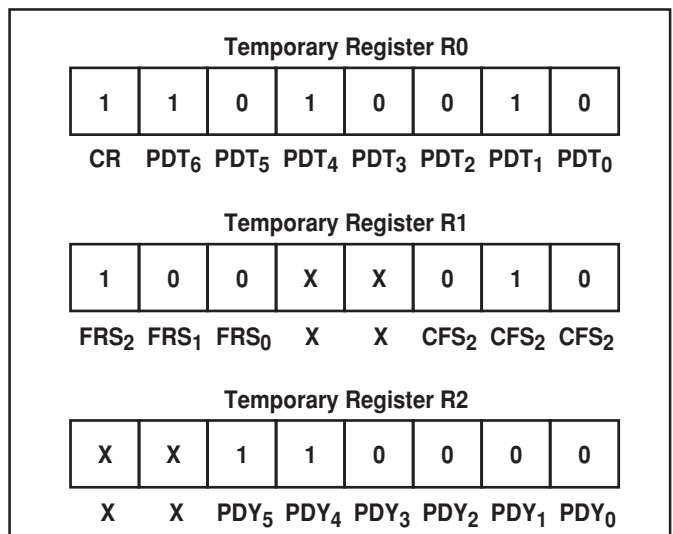 Temporary Register R0
1 1 0 1 0 0 1 0
CR PDT6 PDT5 PDT4 PDT3 PDT2 PDT1 PDT0
Temporary Register R1
1 0 0 X X 0 1 0
FRS2 FRS1 FRS0 X X CFS2 CFS2 CFS2
Temporary Register R2
X X 1 1 0 0 0 0
X X PDY5 PDY4 PDY3 PDY2 PDY1 PDY0